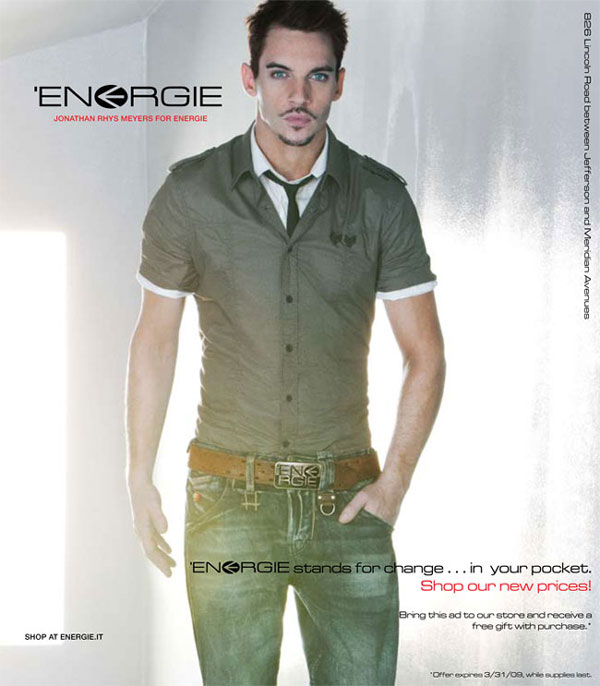 'ENERGIE
JONATHAN RHYS MEYERS FOR ENERGIE
826 Lincoln Road between Jefferson and Meridian Avenues
ENE
RGIE
'ENERGIE stands for change . . . in your pocket.
Shop our new prices!
Bring this ad to our store and receive a
free gift with purchase.*
SHOP AT ENERGIE.IT
*Offer expires 3/31/09, while supplies last.